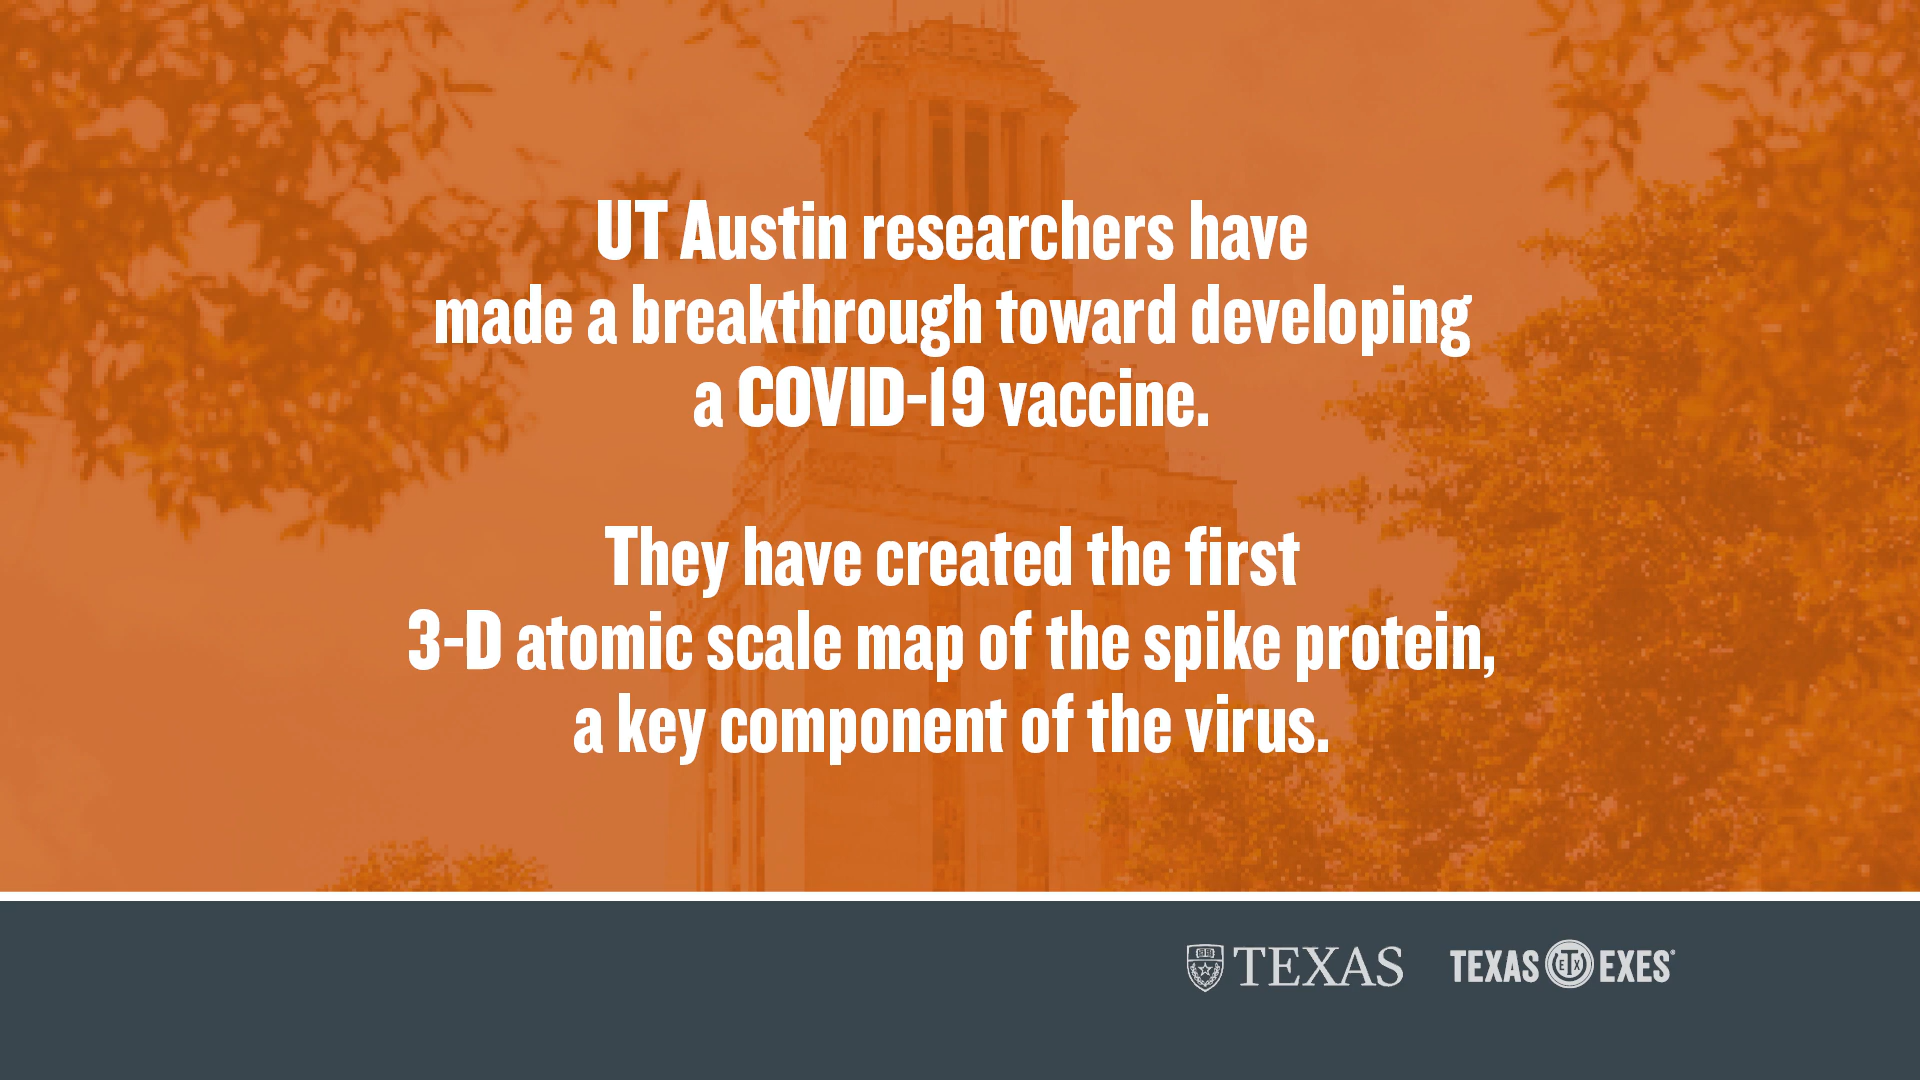 UT Austin researchers have
made a breakthrough toward developing
a COVID-19 vaccine.
They have created the first
3-D atomic scale map of the spike protein,
a key component of the virus.
TEXAS TEXAS ETX EXES®